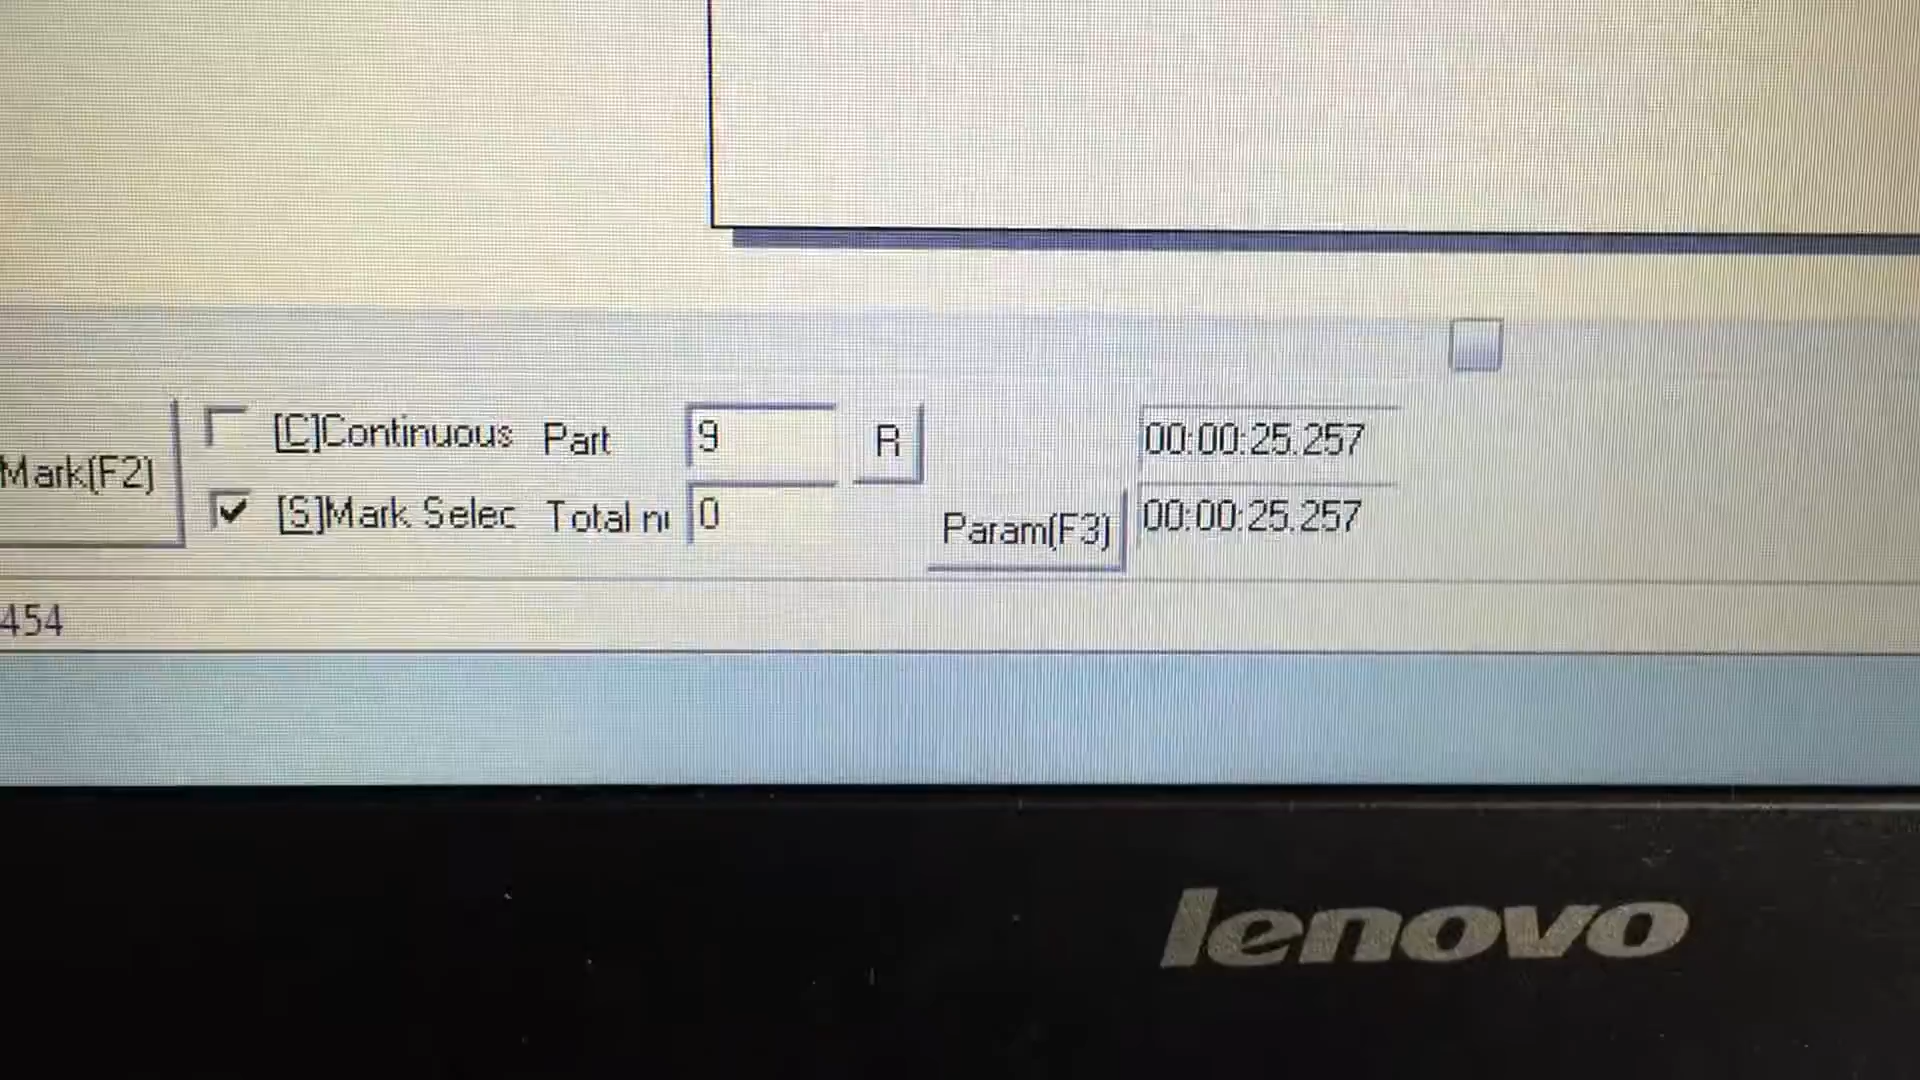 Mark(F2)
[C]Continuous Part 9 R 00:00:25.257
[S]Mark Selec Total nu 0 Param(F3) 00:00:25.257
454
lenovo